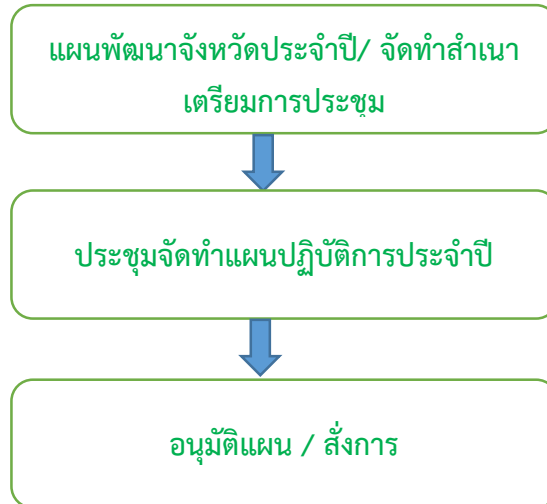 แผนพัฒนาจังหวัดประจำปี/ จัดทำสำเนา
เตรียมการประชุม
ประชุมจัดทำแผนปฏิบัติการประจำปี
อนุมัติแผน / สั่งการ